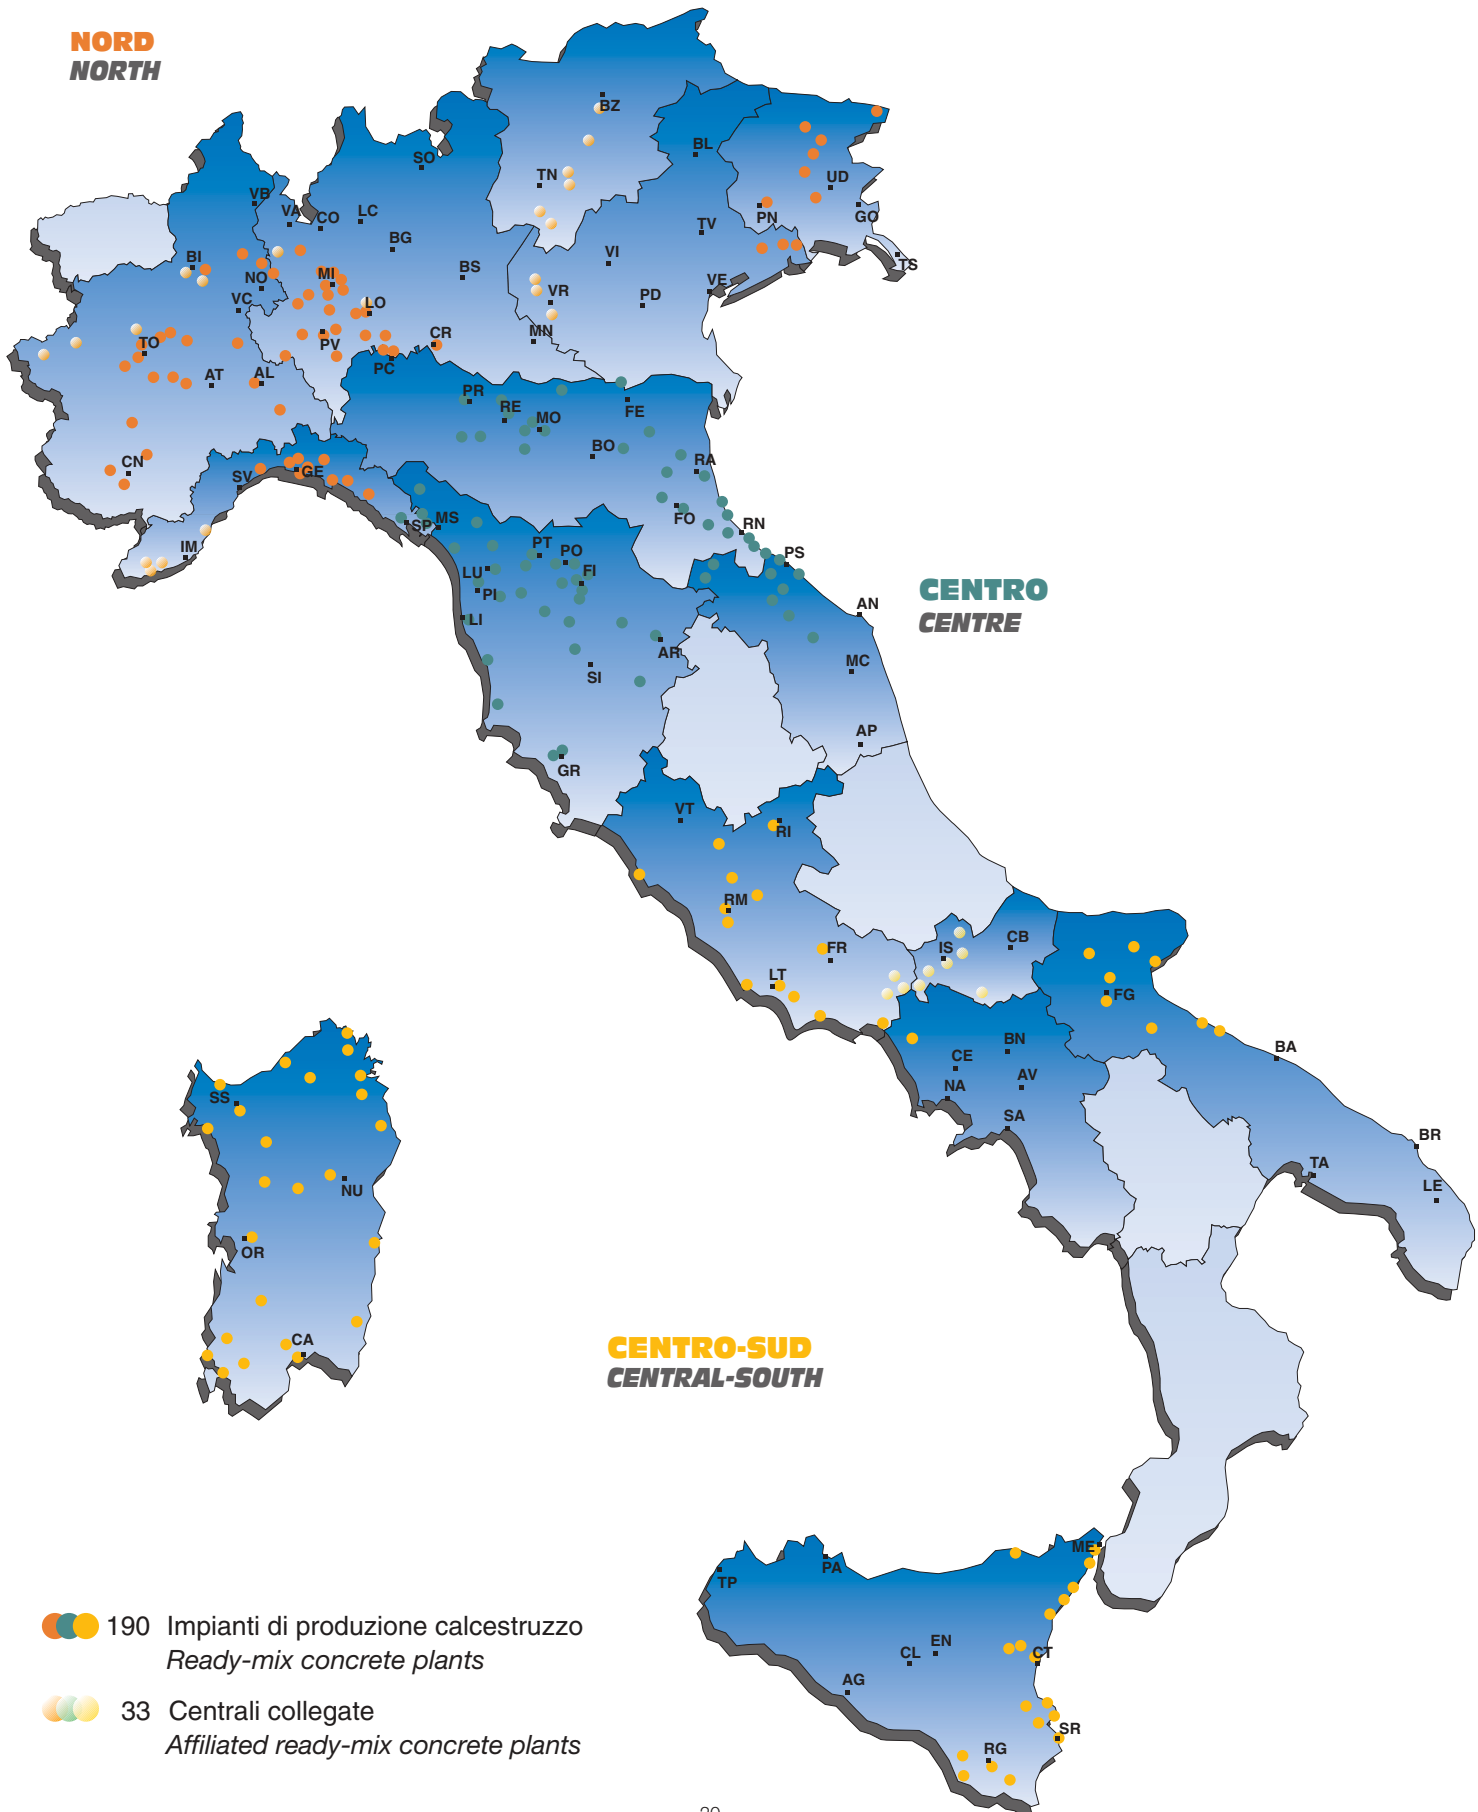 NORD
NORTH
BZ
BL
SO
TN
UD
VB
VA
CO
LC
PN
GO
TV
BG
VI
BI
TS
NO
MI
BS
VE
VC
LO
VR
PD
TO
PV
CR
MN
PC
AT
AL
PR
RE
MO
FE
BO
RA
CN
SV
GE
SP
MS
FO
RN
IM
PT
PO
PS
LU
FI
PI
CENTRO
CENTRE
LI
AN
AR
MC
SI
AP
GR
VT
RI
RM
FR
IS
CB
LT
FG
BN
BA
CE
AV
NA
SS
SA
BR
TA
LE
NU
OR
CA
CENTRO-SUD
CENTRAL-SOUTH
ME
PA
TP
190 Impianti di produzione calcestruzzo
Ready-mix concrete plants
EN
CL
CT
AG
33 Centrali collegate
Affiliated ready-mix concrete plants
SR
RG